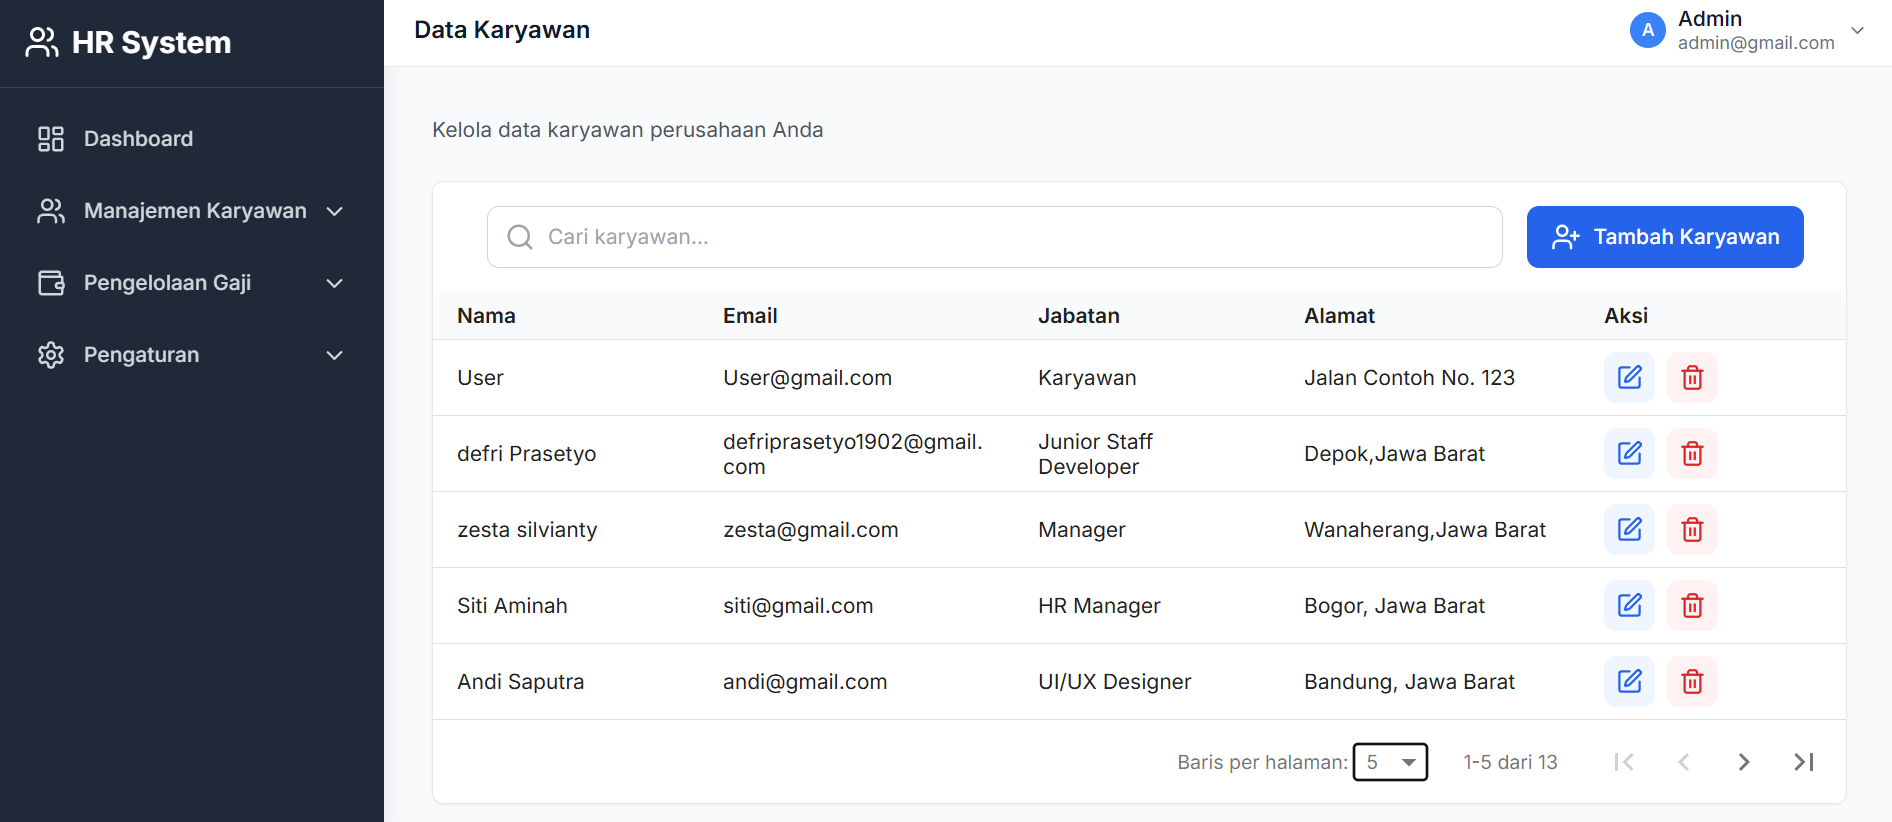 HR System
Dashboard
Manajemen Karyawan
Pengelolaan Gaji
Pengaturan
Data Karyawan
A
Admin
admin@gmail.com
Kelola data karyawan perusahaan Anda
Cari karyawan...
Tambah Karyawan
Nama Email Jabatan Alamat Aksi
User User@gmail.com Karyawan Jalan Contoh No. 123
defri Prasetyo defriprasetyo1902@gmail. Junior Staff Depok,Jawa Barat
com Developer
zesta silvianty zesta@gmail.com Manager Wanaherang,Jawa Barat
Siti Aminah siti@gmail.com HR Manager Bogor, Jawa Barat
Andi Saputra andi@gmail.com UI/UX Designer Bandung, Jawa Barat
Baris per halaman: 5 1-5 dari 13